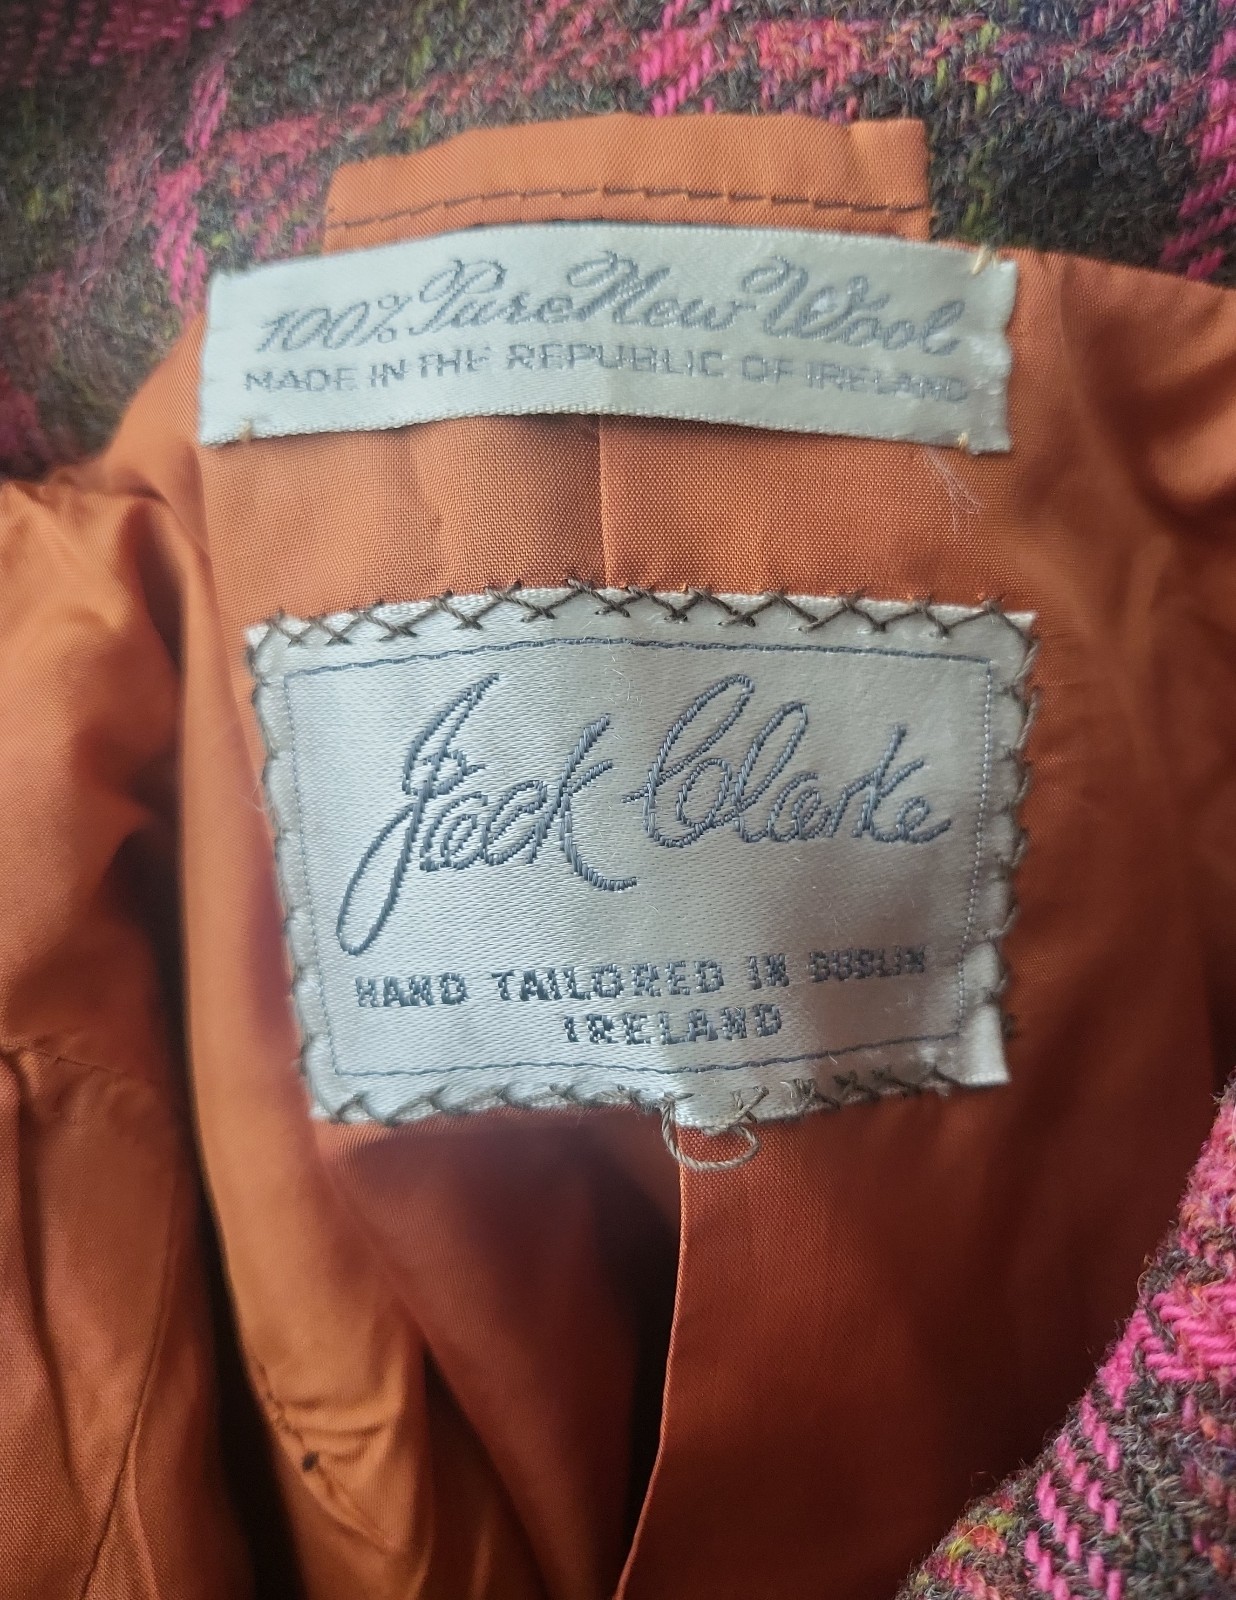 100% Pure New Wool
MADE IN THE REPUBLIC OF IRELAND
Jack Clarke
HAND TAILORED IN DUBLIN
IRELAND